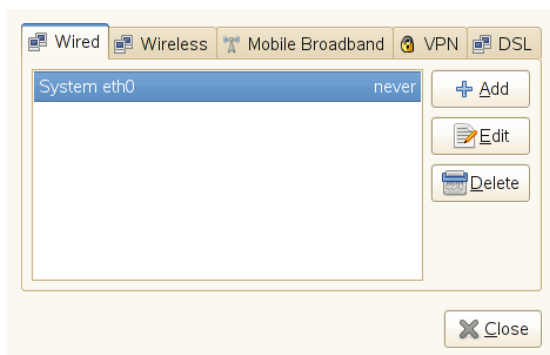 Wired Wireless Mobile Broadband VPN DSL
System eth0 never
Add
Edit
Delete
Close